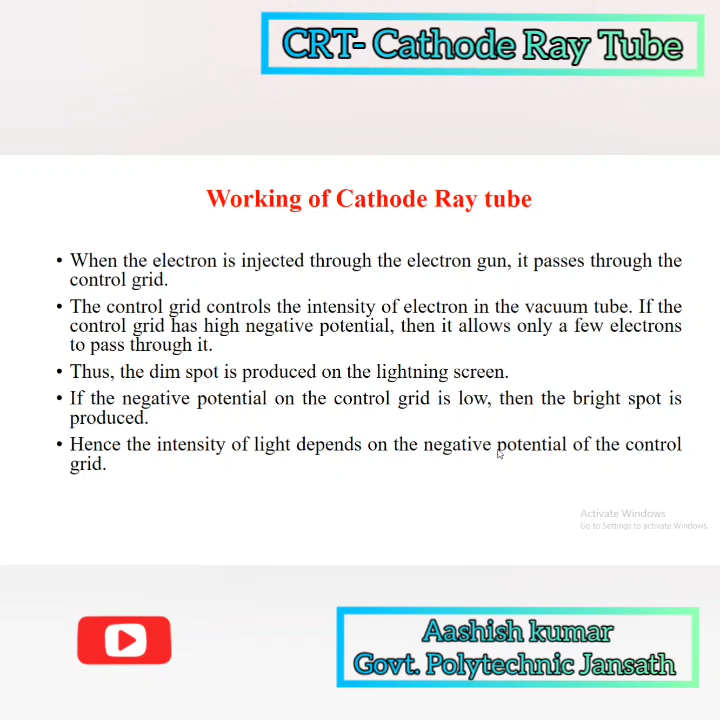 CRT- Cathode Ray Tube
Working of Cathode Ray tube
• When the electron is injected through the electron gun, it passes through the
control grid.
• The control grid controls the intensity of electron in the vacuum tube. If the
control grid has high negative potential, then it allows only a few electrons
to pass through it.
• Thus, the dim spot is produced on the lightning screen.
• If the negative potential on the control grid is low, then the bright spot is
produced.
• Hence the intensity of light depends on the negative potential of the control
grid.
Activate Windows
Go to Settings to activate Windows.
Aashish kumar
Govt. Polytechnic Jansath